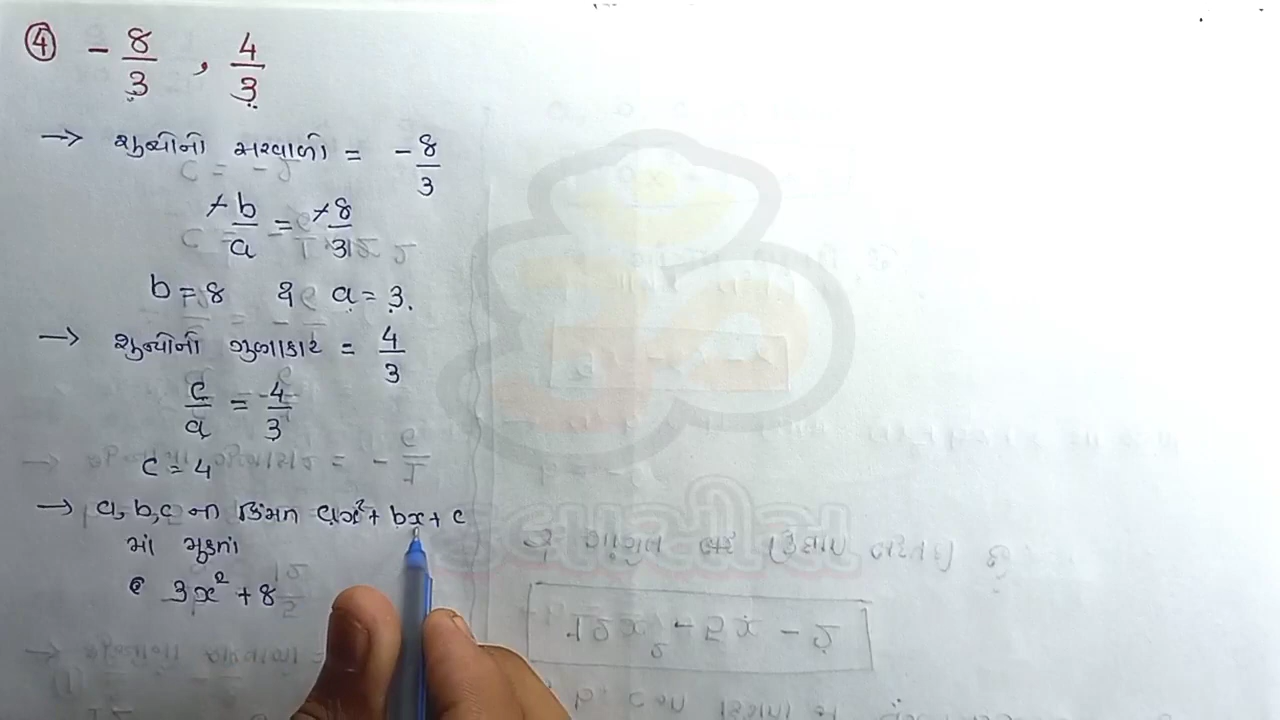 ④ - 8/3 , 4/3
→ શુન્યોનો સરવાળો = - 8/3
-b/a = -8/3
b = 8 & a = 3.
→ શુન્યોનો ગુણાકાર = 4/3
c/a = 4/3
c = 4
→ a, b, c ની કિંમત ax² + bx + c
માં મુકતાં
3x² + 8